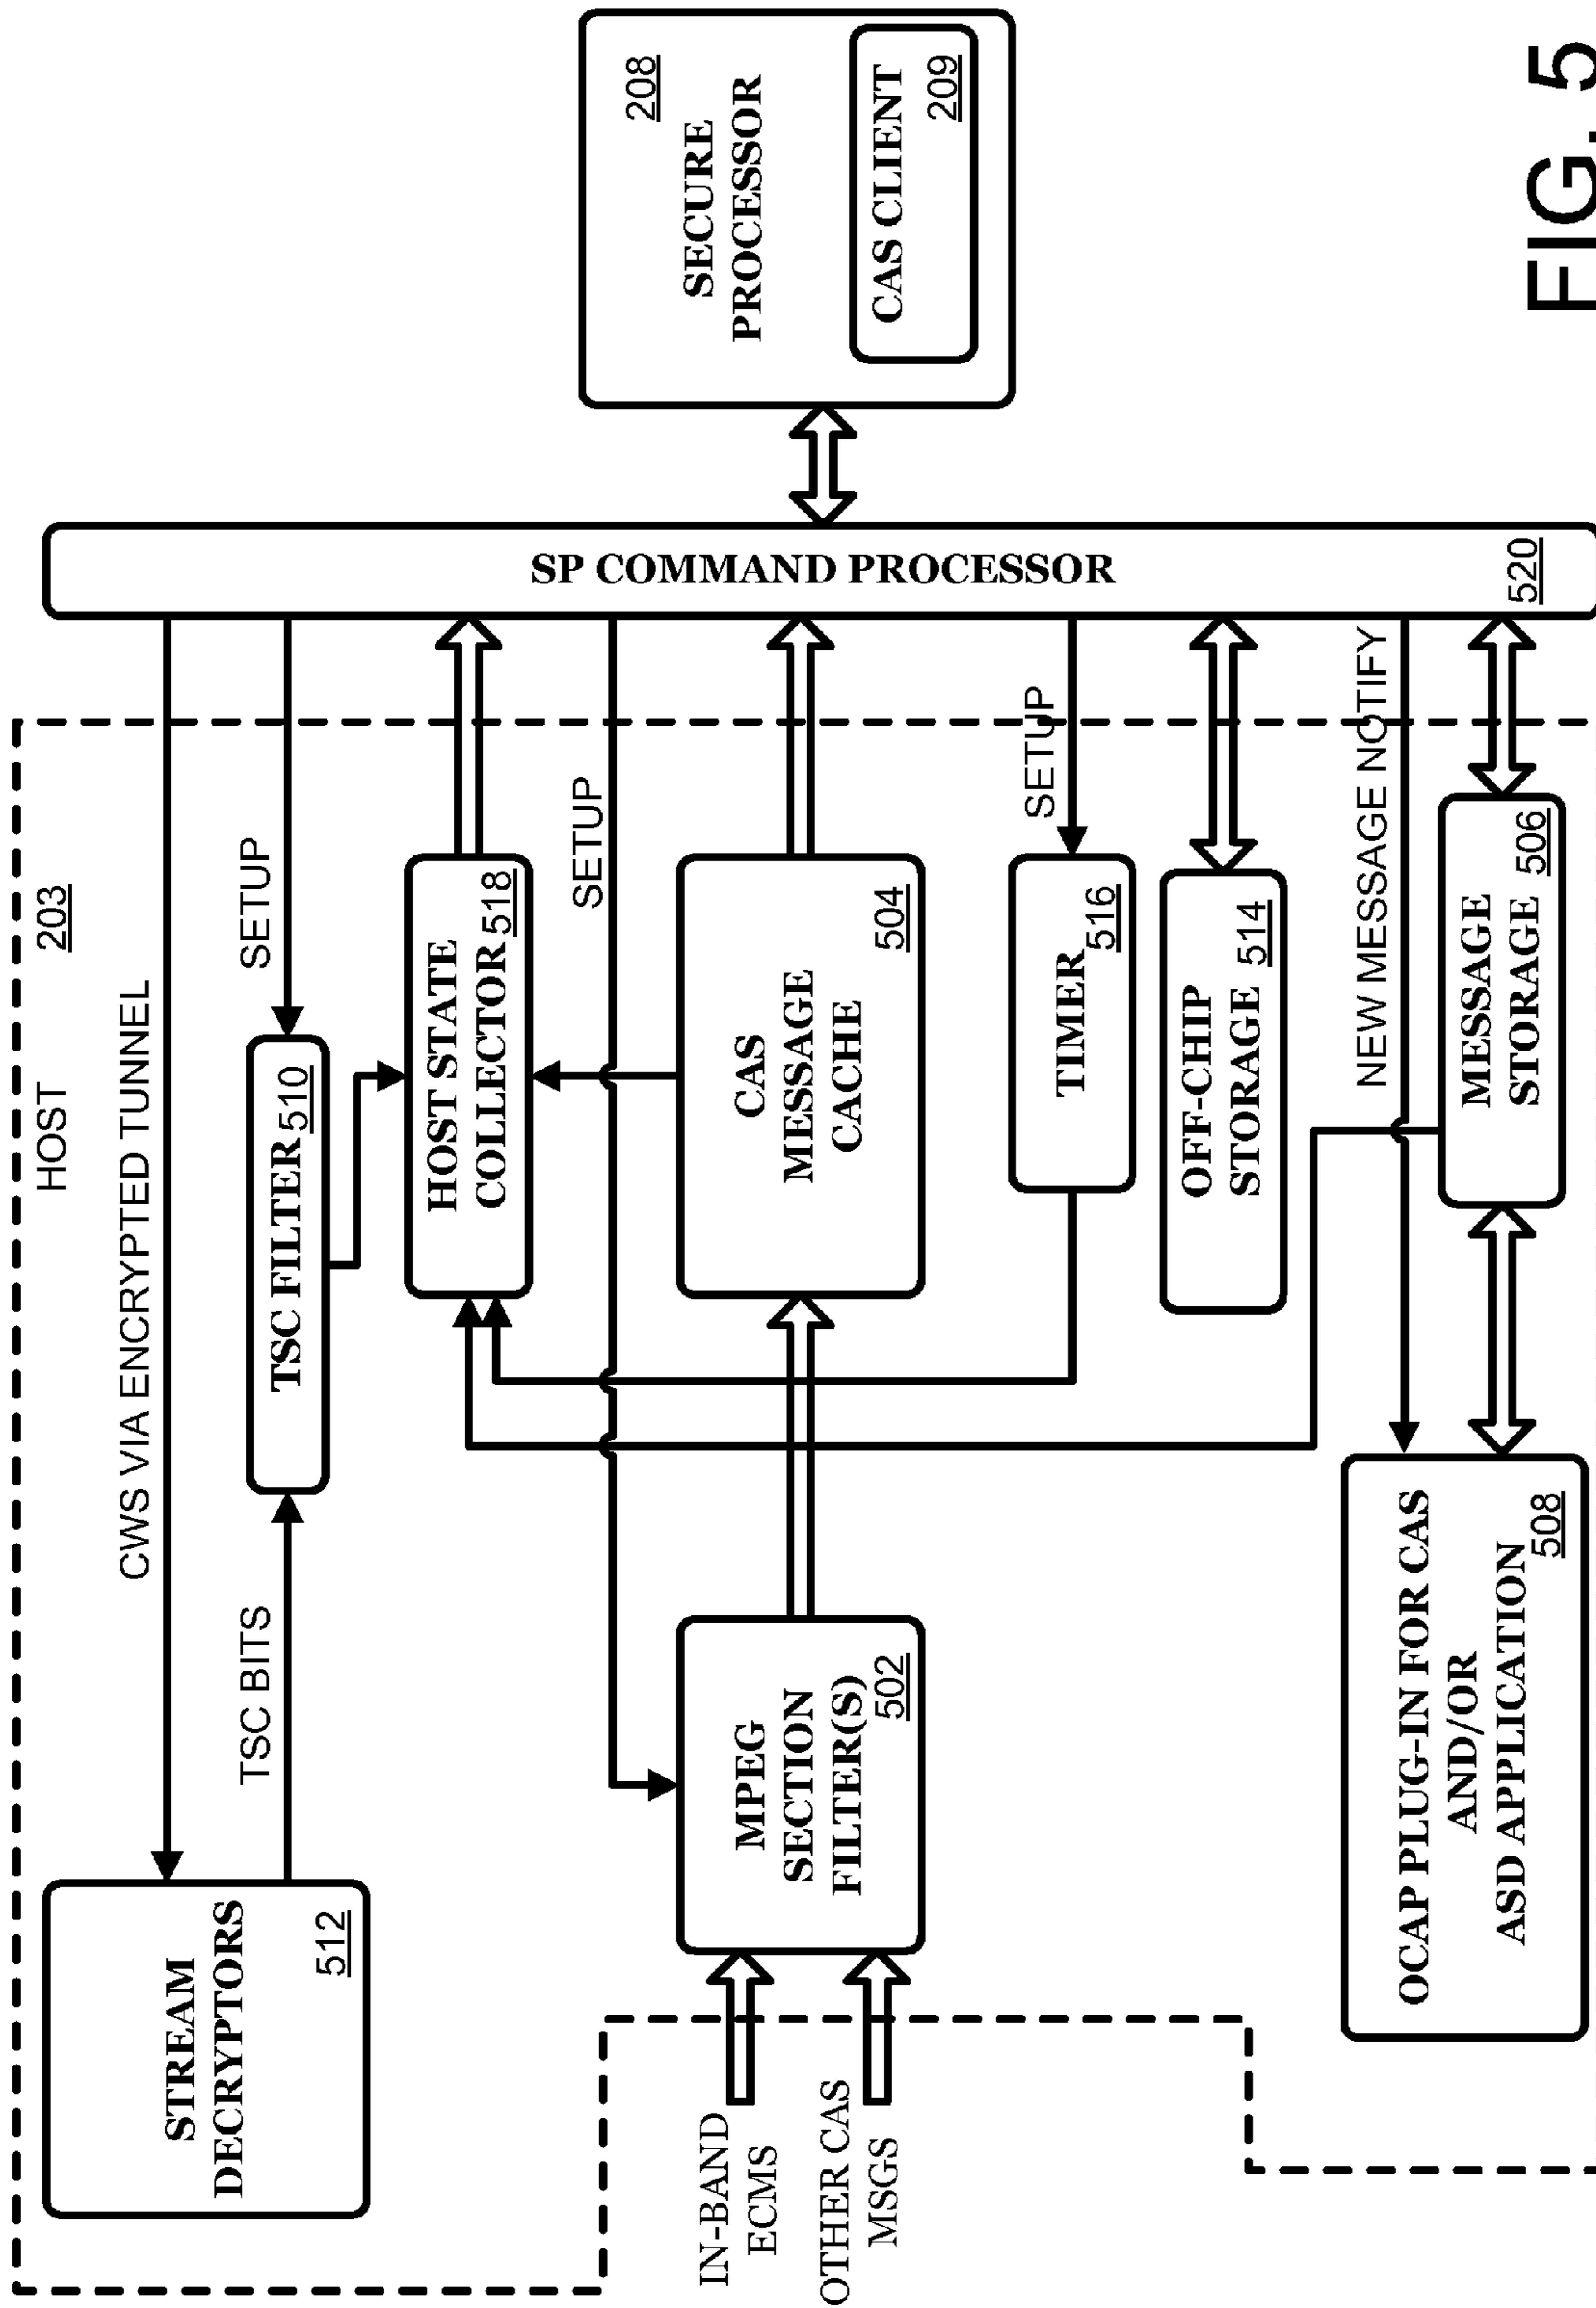 HOST
203
STREAM
DECRYPTORS
512
CWS VIA ENCRYPTED TUNNEL
TSC BITS
TSC FILTER
510
SETUP
HOST STATE
COLLECTOR
518
SETUP
IN-BAND
ECMS
OTHER CAS
MSGS
MPEG
SECTION
FILTER(S)
502
CAS
MESSAGE
CACHE
504
TIMER
516
SETUP
OFF-CHIP
STORAGE
514
NEW MESSAGE NOTIFY
OCAP PLUG-IN FOR CAS
AND/OR
ASD APPLICATION
508
MESSAGE
STORAGE
506
SP COMMAND PROCESSOR
520
SECURE
PROCESSOR
208
CAS CLIENT
209
FIG. 5